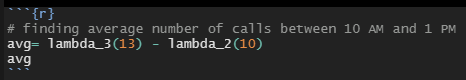 ```{r}
# finding average number of calls between 10 AM and 1 PM
avg= lambda_3(13) - lambda_2(10)
avg
```